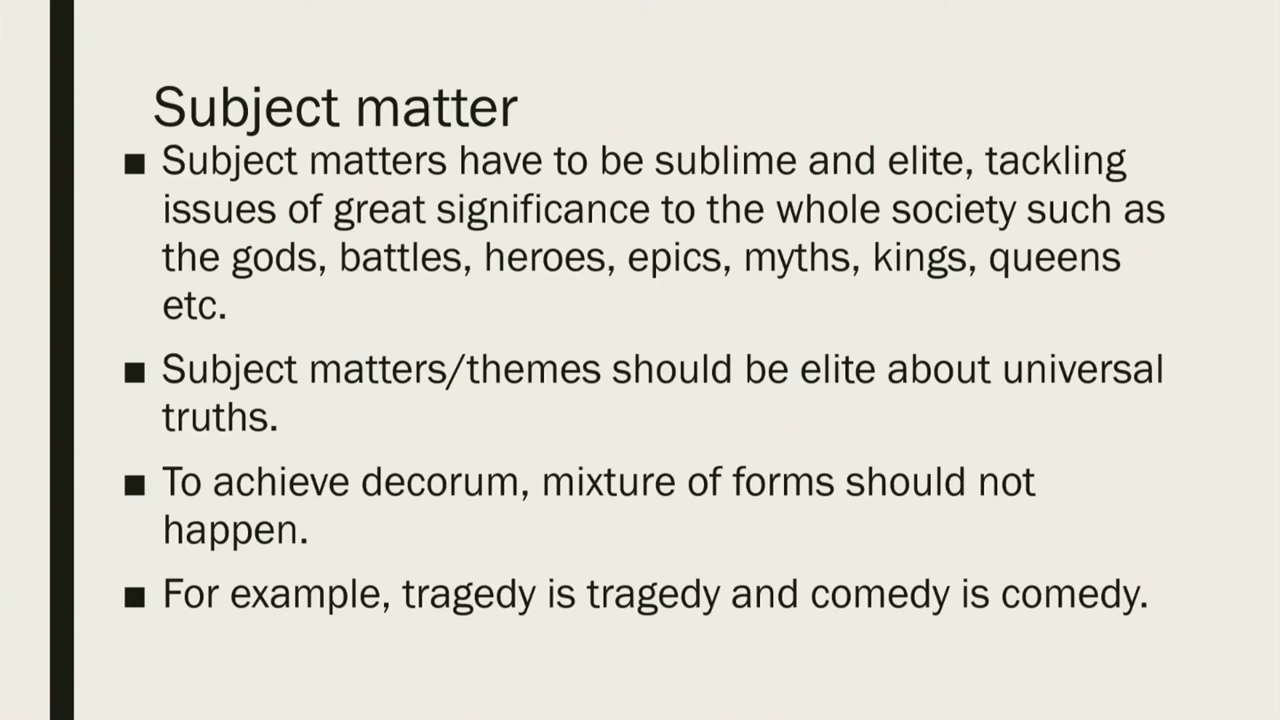 Subject matter
■ Subject matters have to be sublime and elite, tackling
issues of great significance to the whole society such as
the gods, battles, heroes, epics, myths, kings, queens
etc.
■ Subject matters/themes should be elite about universal
truths.
■ To achieve decorum, mixture of forms should not
happen.
■ For example, tragedy is tragedy and comedy is comedy.